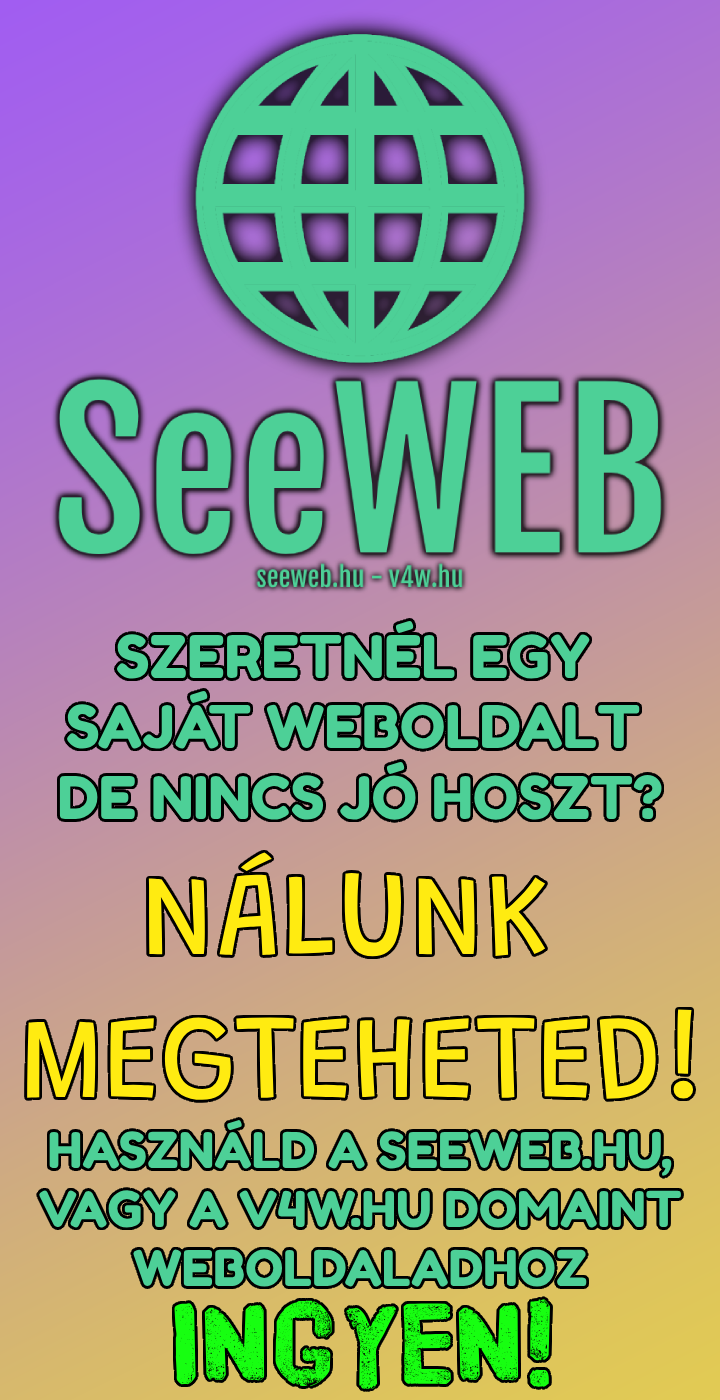 SeeWEB
seeweb.hu - v4w.hu
SZERETNÉL EGY
SAJÁT WEBOLDALT
DE NINCS JÓ HOSZT?
NÁLUNK
MEGTEHETED!
HASZNÁLD A SEEWEB.HU,
VAGY A V4W.HU DOMAINT
WEBOLDALADHOZ
INGYEN!